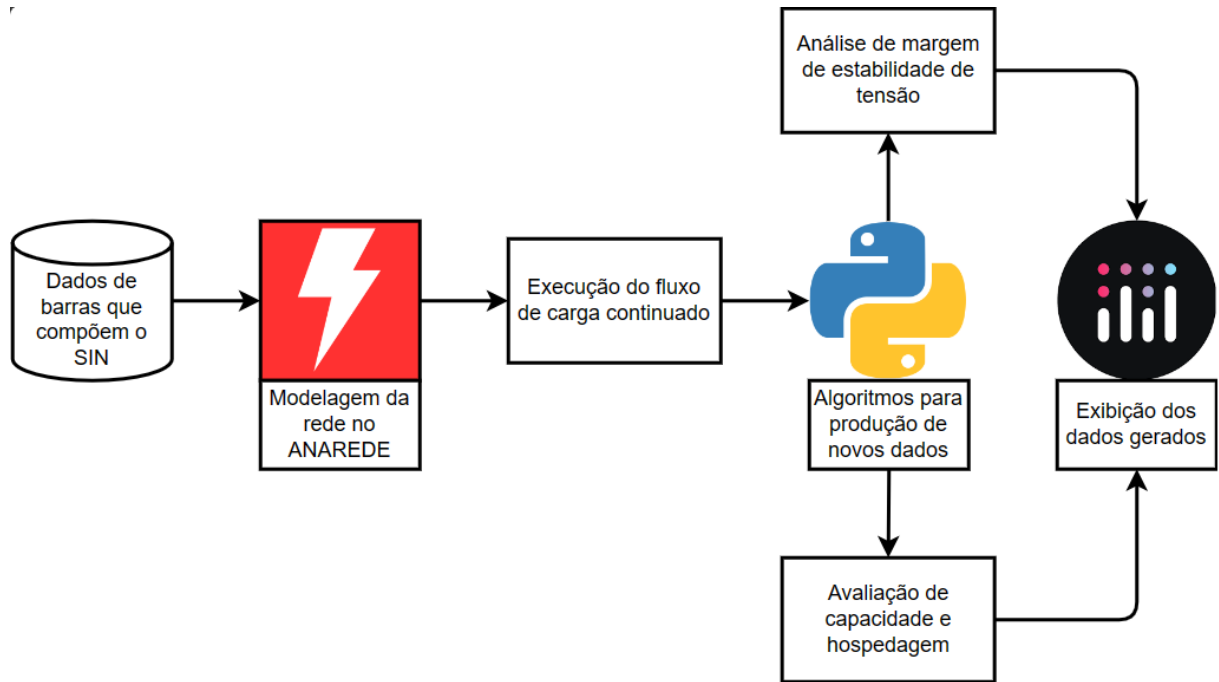 Dados de
barras que
compõem o
SIN
Modelagem da
rede no
ANAREDE
Execução do fluxo
de carga continuado
Análise de margem
de estabilidade de
tensão
Algoritmos para
produção de
novos dados
Avaliação de
capacidade e
hospedagem
Exibição dos
dados gerados